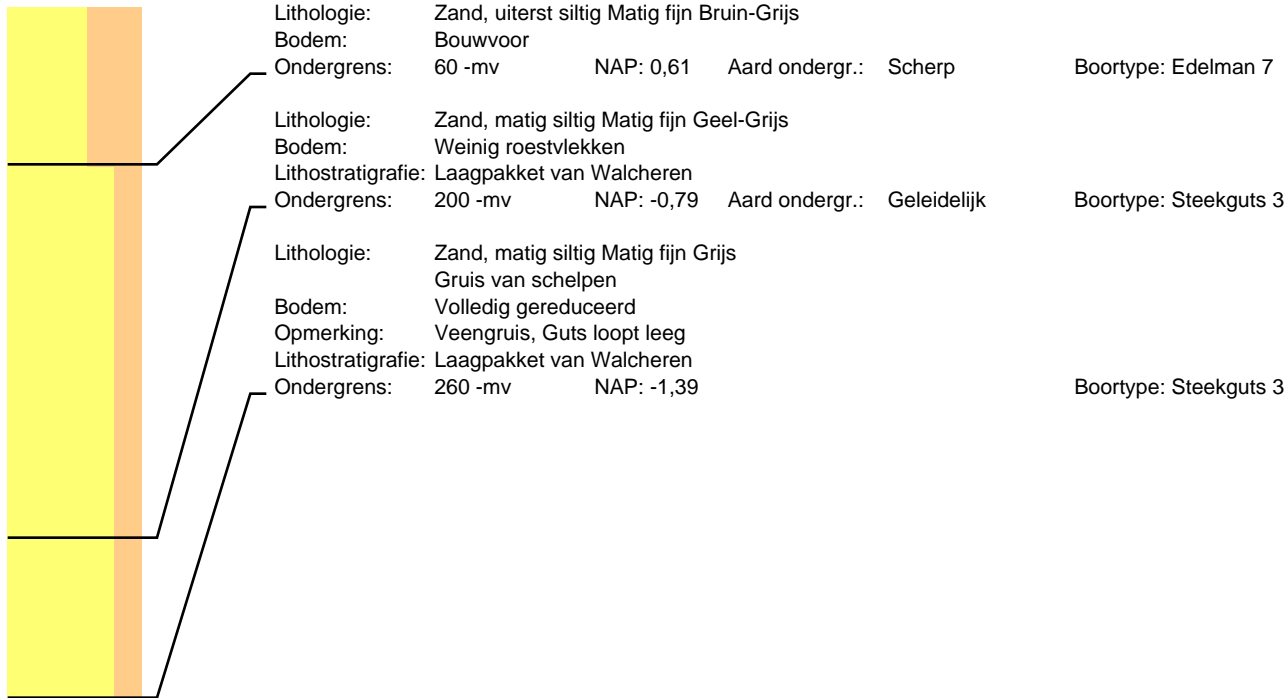 Lithologie: Zand, uiterst siltig Matig fijn Bruin-Grijs
Bodem: Bouwvoor
Ondergrens: 60 -mv NAP: 0,61 Aard ondergr.: Scherp Boortype: Edelman 7
Lithologie: Zand, matig siltig Matig fijn Geel-Grijs
Bodem: Weinig roestvlekken
Lithostratigrafie: Laagpakket van Walcheren
Ondergrens: 200 -mv NAP: -0,79 Aard ondergr.: Geleidelijk Boortype: Steekguts 3
Lithologie: Zand, matig siltig Matig fijn Grijs
Gruis van schelpen
Bodem: Volledig gereduceerd
Opmerking: Veengruis, Guts loopt leeg
Lithostratigrafie: Laagpakket van Walcheren
Ondergrens: 260 -mv NAP: -1,39 Boortype: Steekguts 3